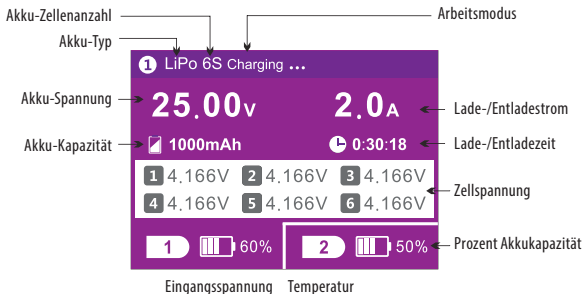 Akku-Zellenanzahl
Arbeitsmodus
Akku-Typ
1 LiPo 6S Charging ...
Akku-Spannung
25.00V 2.0A
Lade-/Entladestrom
Akku-Kapazität
1000mAh 0:30:18
Lade-/Entladezeit
1 4.166V 2 4.166V 3 4.166V
Zellspannung
4 4.166V 5 4.166V 6 4.166V
1 60% 2 50%
Prozent Akkukapazität
Eingangsspannung Temperatur